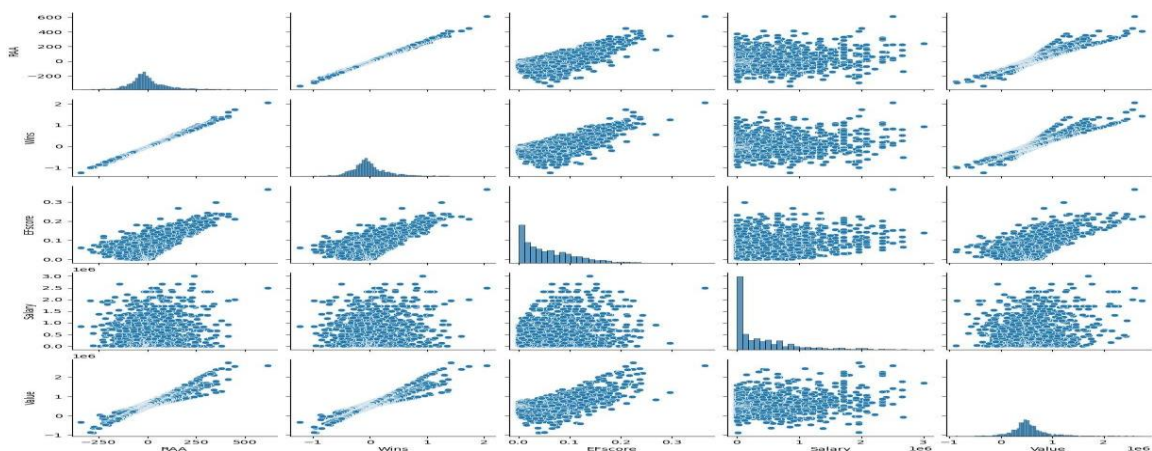 RAA
600
400
200
0
−200
Wins
2
1
0
−1
EFscore
0.3
0.2
0.1
0.0
1e6
Salary
3.0
2.5
2.0
1.5
1.0
0.5
0.0
1e6
Value
2
1
0
−1
−250 0 250 500
−1 0 1 2
0.0 0.1 0.2 0.3
0 1 2 3
−1 0 1 2
RAA Wins EFscore Salary 1e6 Value 1e6